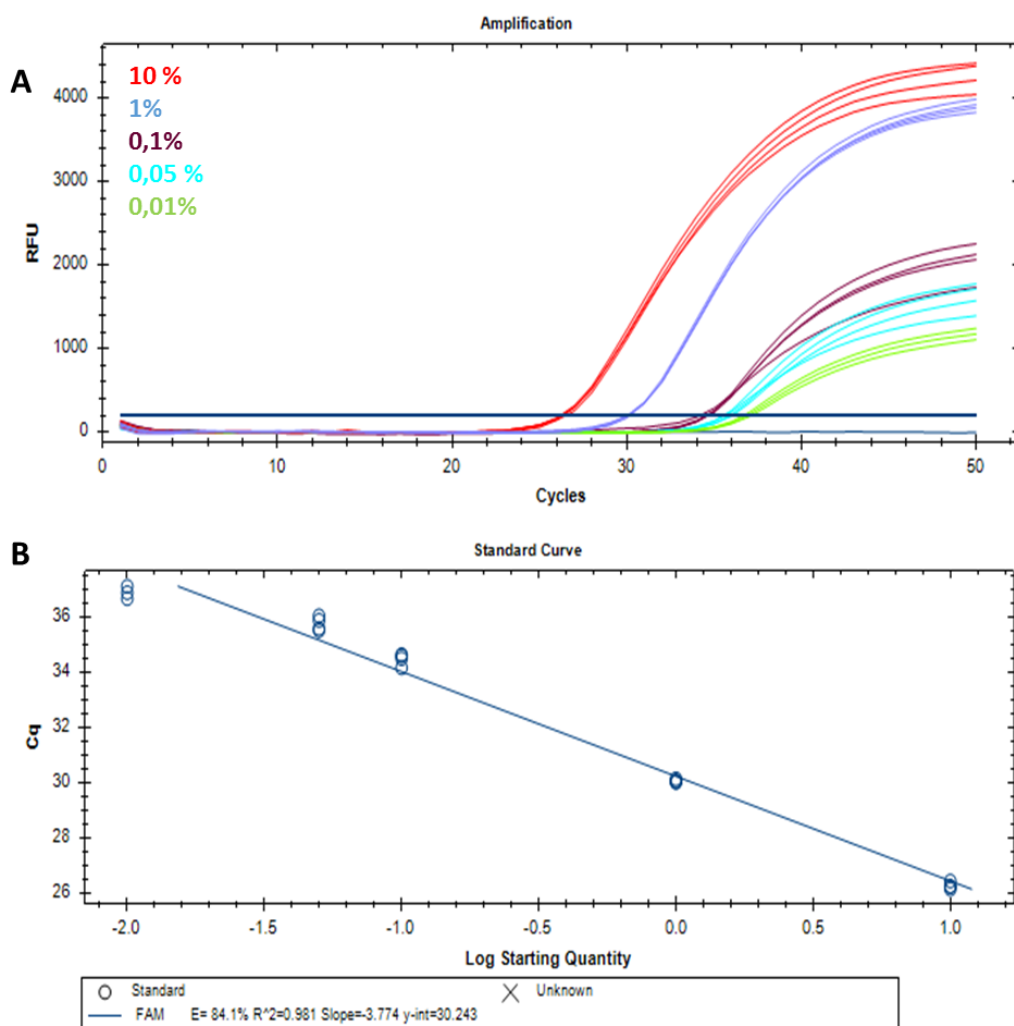 Amplification
A
10 %
1%
0,1%
0,05 %
0,01%
4000
3000
2000
1000
0
RFU
0 10 20 30 40 50
Cycles
B
Standard Curve
36
34
32
30
28
26
Cq
-2.0 -1.5 -1.0 -0.5 0.0 0.5 1.0
Log Starting Quantity
Standard Unknown
FAM E= 84.1% R^2=0.981 Slope=-3.774 y-int=30.243